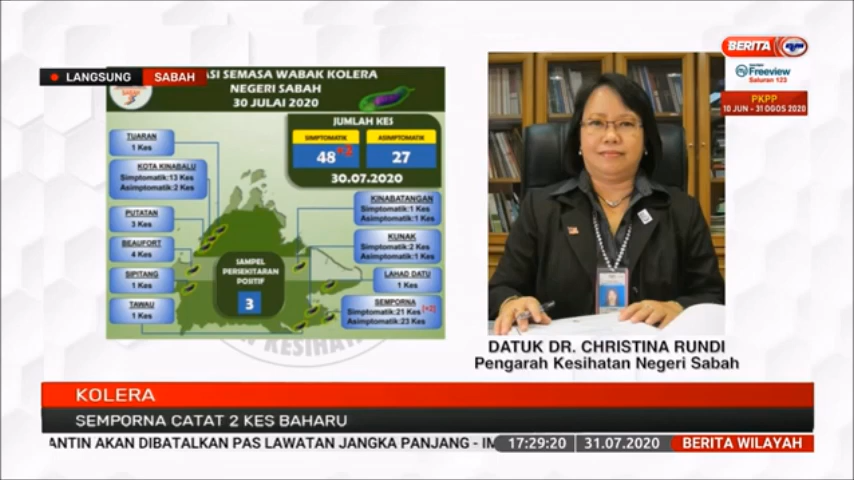 LANGSUNG
SABAH
ASI SEMASA WABAK KOLERA
NEGERI SABAH
30 JULAI 2020
SABAH
JUMLAH KES
SIMPTOMATIK
ASIMPTOMATIK
48
27
30.07.2020
TUARAN
1 Kes
KOTA KINABALU
Simptomatik:13 Kes
Asimptomatik:2 Kes
PUTATAN
3 Kes
BEAUFORT
4 Kes
SIPITANG
1 Kes
TAWAU
1 Kes
SAMPEL
PERSEKITARAN
POSITIF
3
KINABATANGAN
Simptomatik:1 Kes
Asimptomatik:1 Kes
KUNAK
Simptomatik:2 Kes
Asimptomatik:1 Kes
LAHAD DATU
1 Kes
SEMPORNA
Simptomatik:21 Kes [+2]
Asimptomatik:23 Kes
N KESIHA
BERITA
Freeview
Saluran 123
PKPP
10 JUN - 31 OGOS 2020
DATUK DR. CHRISTINA RUNDI
Pengarah Kesihatan Negeri Sabah
KOLERA
SEMPORNA CATAT 2 KES BAHARU
ANTIN AKAN DIBATALKAN PAS LAWATAN JANGKA PANJANG - IM
17:29:20
31.07.2020
BERITA WILAYAH